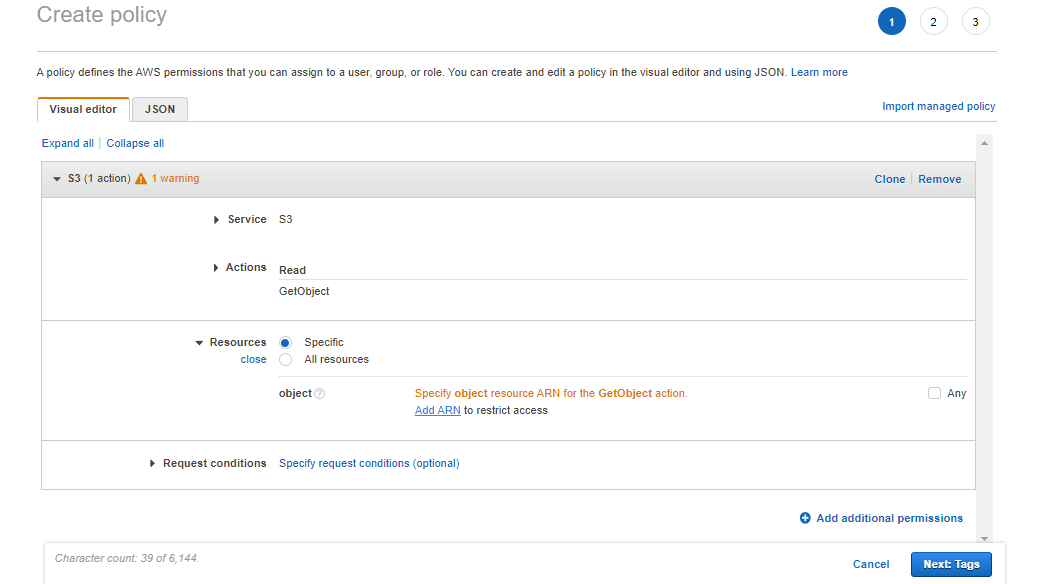 Create policy
1 2 3
A policy defines the AWS permissions that you can assign to a user, group, or role. You can create and edit a policy in the visual editor and using JSON. Learn more
Visual editor JSON Import managed policy
Expand all Collapse all
S3 (1 action) 1 warning Clone Remove
Service S3
Actions Read
GetObject
Resources Specific
close All resources
object ? Specify object resource ARN for the GetObject action. Any
Add ARN to restrict access
Request conditions Specify request conditions (optional)
Add additional permissions
Character count: 39 of 6,144.
Cancel Next: Tags